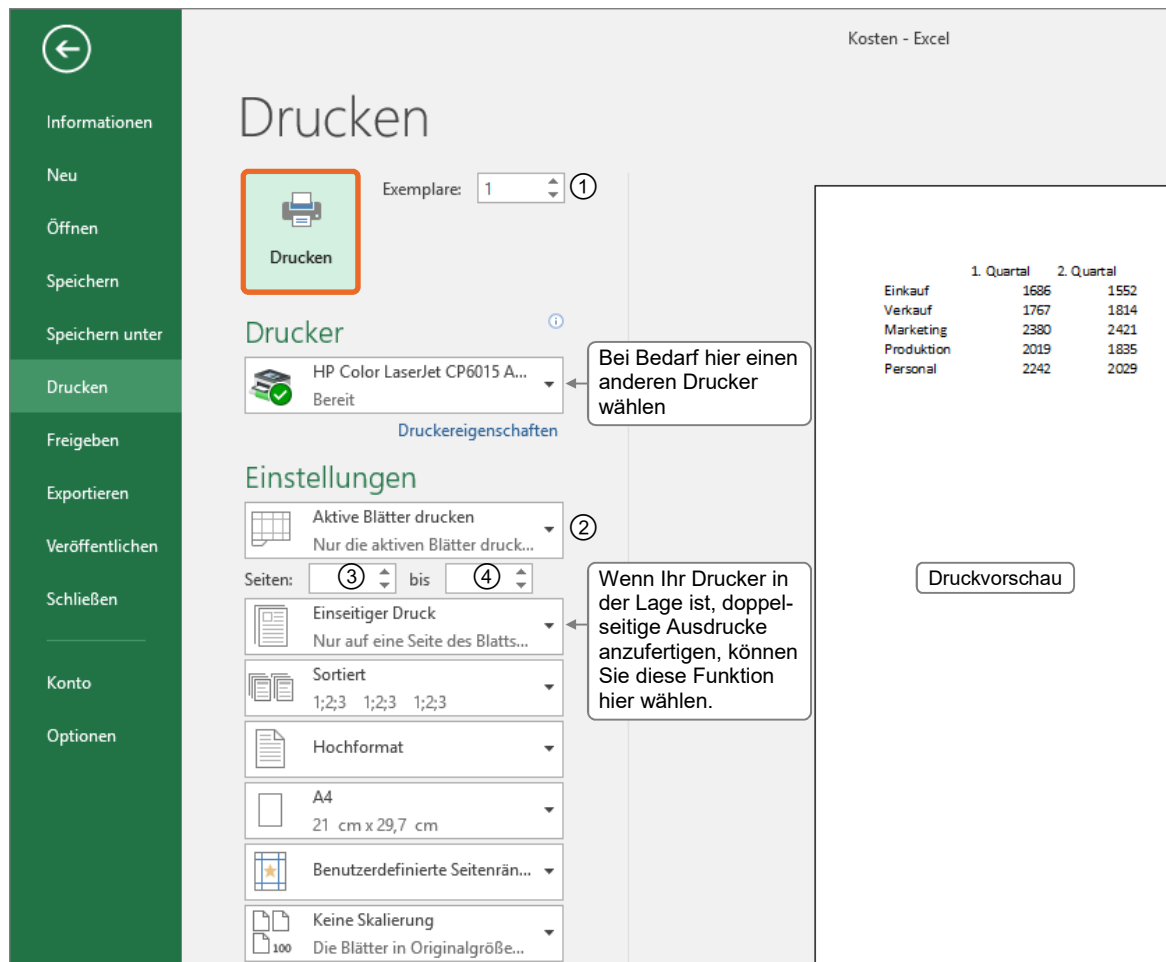 Kosten - Excel
Informationen
Neu
Öffnen
Speichern
Speichern unter
Drucken
Freigeben
Exportieren
Veröffentlichen
Schließen
Konto
Optionen
Drucken
Drucken
Exemplare: 1 ①
Drucker
HP Color LaserJet CP6015 A...
Bereit
Druckereigenschaften
Bei Bedarf hier einen
anderen Drucker
wählen
Einstellungen
Aktive Blätter drucken
Nur die aktiven Blätter druck...
②
Seiten: ③ bis ④
Einseitiger Druck
Nur auf eine Seite des Blatts...
Wenn Ihr Drucker in
der Lage ist, doppel-
seitige Ausdrucke
anzufertigen, können
Sie diese Funktion
hier wählen.
Sortiert
1;2;3 1;2;3 1;2;3
Hochformat
A4
21 cm x 29,7 cm
Benutzerdefinierte Seitenrän...
Keine Skalierung
Die Blätter in Originalgröße...
100
1. Quartal 2. Quartal
Einkauf 1686 1552
Verkauf 1767 1814
Marketing 2380 2421
Produktion 2019 1835
Personal 2242 2029
Druckvorschau